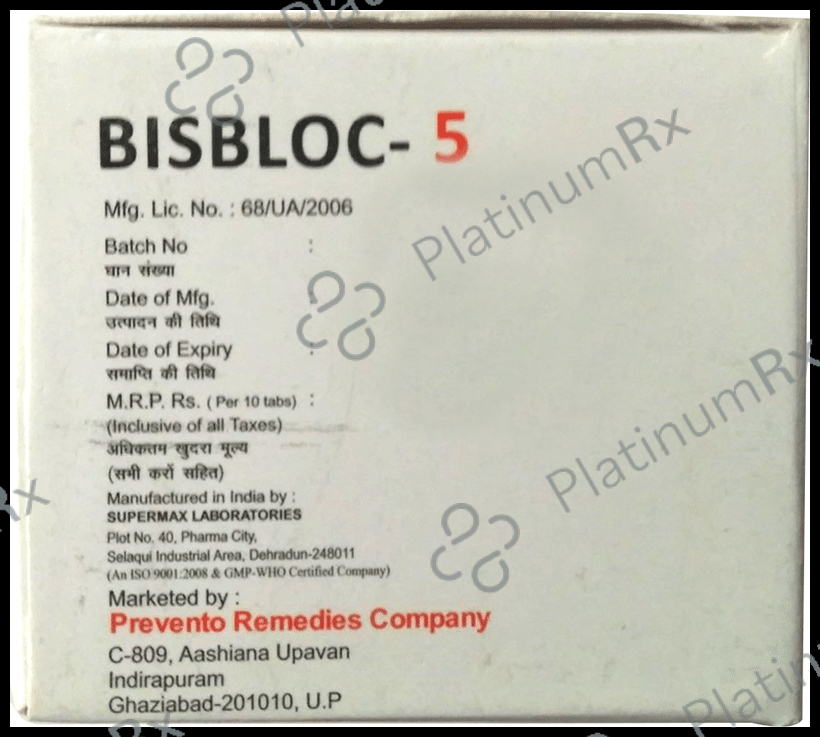 BISBLOC- 5
Mfg. Lic. No. : 68/UA/2006
Batch No :
घान संख्या
Date of Mfg. :
उत्पादन की तिथि
Date of Expiry :
समाप्ति की तिथि
M.R.P. Rs. ( Per 10 tabs) :
(Inclusive of all Taxes)
अधिकतम खुदरा मूल्य
(सभी करों सहित)
Manufactured in India by :
SUPERMAX LABORATORIES
Plot No. 40, Pharma City,
Selaqui Industrial Area, Dehradun-248011
(An ISO 9001:2008 & GMP-WHO Certified Company)
Marketed by :
Prevento Remedies Company
C-809, Aashiana Upavan
Indirapuram
Ghaziabad-201010, U.P
PlatinumRx
PlatinumRx